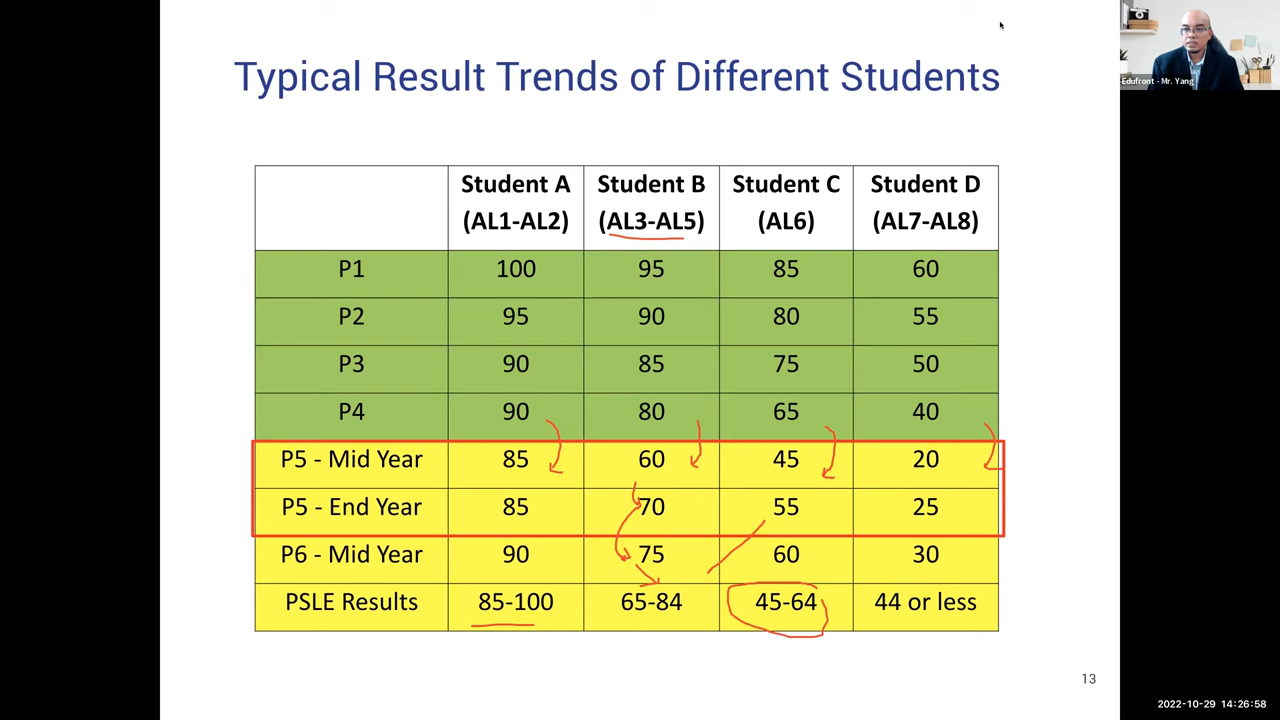 Typical Result Trends of Different Students
Edufront - Mr. Yang
Student A Student B Student C Student D
(AL1-AL2) (AL3-AL5) (AL6) (AL7-AL8)
P1 100 95 85 60
P2 95 90 80 55
P3 90 85 75 50
P4 90 80 65 40
P5 - Mid Year 85 60 45 20
P5 - End Year 85 70 55 25
P6 - Mid Year 90 75 60 30
PSLE Results 85-100 65-84 45-64 44 or less
13
2022-10-29 14:26:58